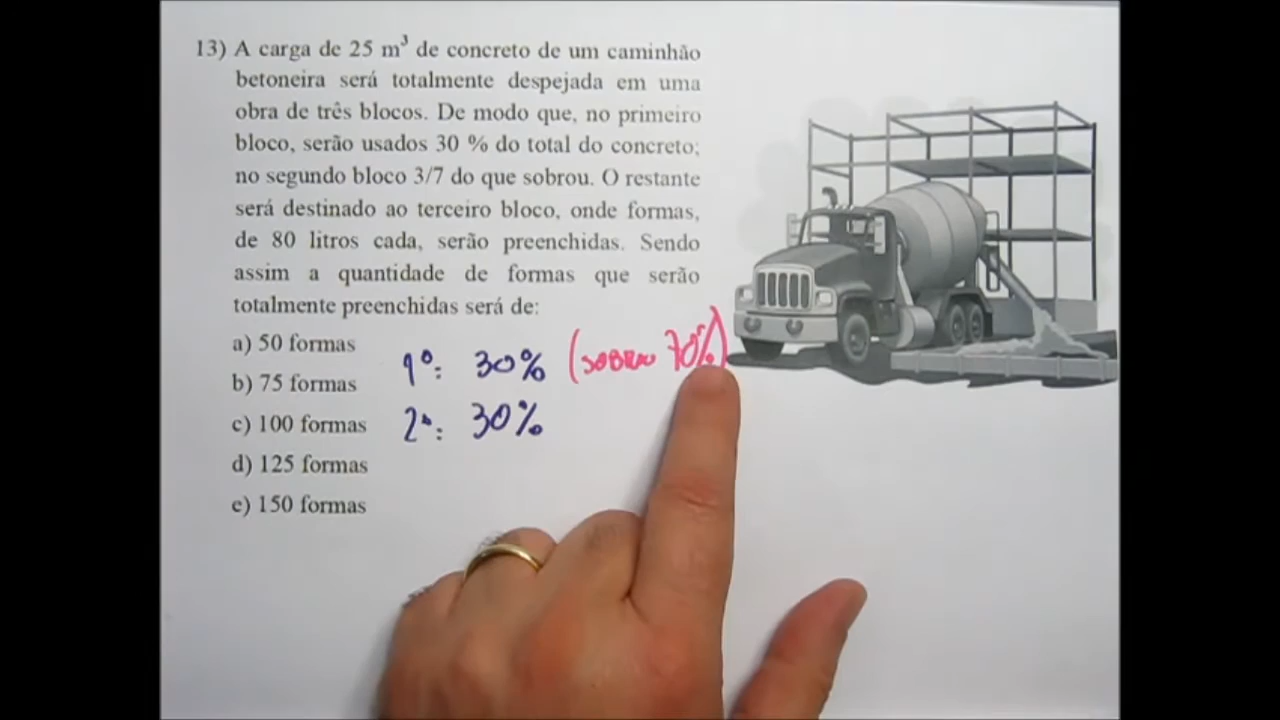 13) A carga de 25 m³ de concreto de um caminhão
betoneira será totalmente despejada em uma
obra de três blocos. De modo que, no primeiro
bloco, serão usados 30 % do total do concreto;
no segundo bloco 3/7 do que sobrou. O restante
será destinado ao terceiro bloco, onde formas,
de 80 litros cada, serão preenchidas. Sendo
assim a quantidade de formas que serão
totalmente preenchidas será de:
a) 50 formas
b) 75 formas
c) 100 formas
d) 125 formas
e) 150 formas
1º: 30% (SOBROU 70%)
2º: 30%